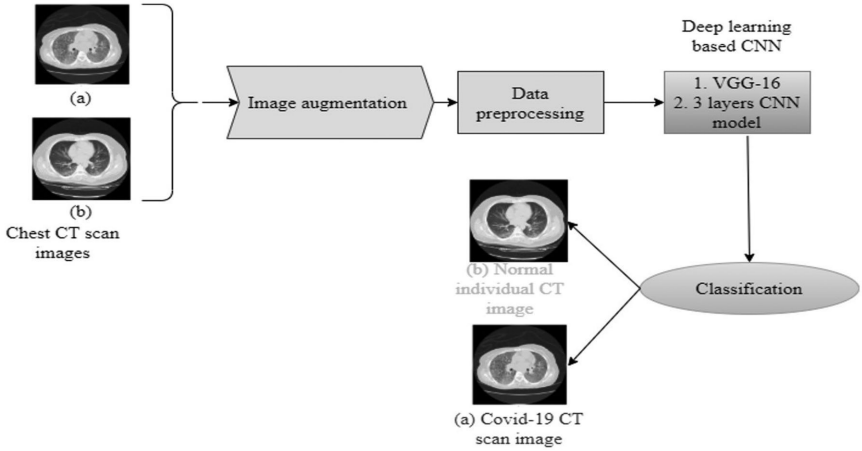 (a)
(b)
Chest CT scan
images
Image augmentation
Data
preprocessing
Deep learning
based CNN
1. VGG-16
2. 3 layers CNN
model
Classification
(b) Normal
individual CT
image
(a) Covid-19 CT
scan image